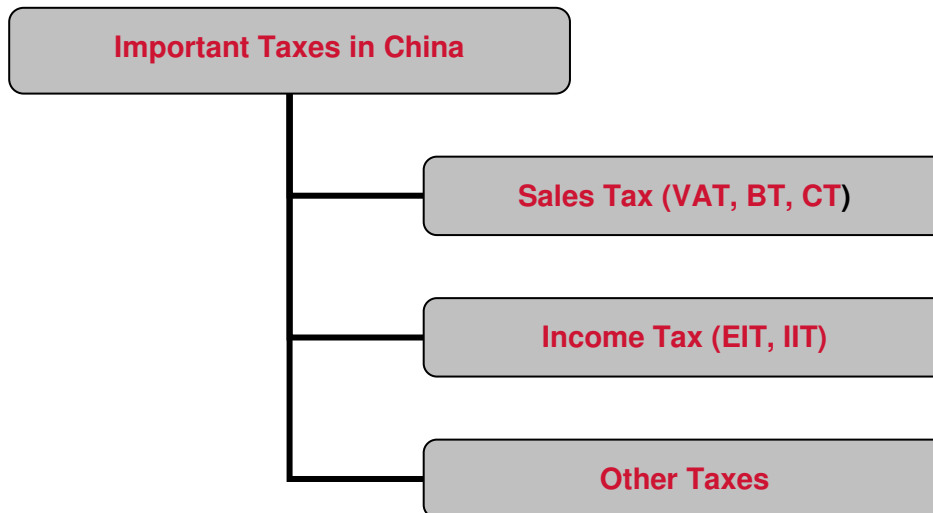 Important Taxes in China
Sales Tax (VAT, BT, CT)
Income Tax (EIT, IIT)
Other Taxes